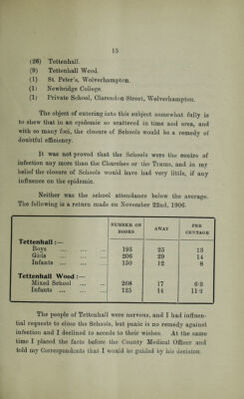 15
(26) Tettenhall.
(9) Tettenhall Wood.
(1) St. Peter's, Wolverhampton.
(1) Newbridge College.
(1) Private School, Clarendon Street, Wolverhampton.
The object of entering into this subject somewhat fully is
to shew that in an epidemic so scattered in time and area, and
with so many foci, the closure of Schools would be a remedy of
doubtful efficiency.
It was not proved that the Schools were the centre of
infection any more than the Churches or the Trams, and in my
belief the closure of Schools would have had very little, if any
influence on the epidemic.
Neither was the school attendance below the average.
The following is a return made on November 22nd, 1906.
NUMBER ON BOOKS AWAY PER CENTAGE
Tettenhall:—
Boys ... ... ... 195 25 13
Girls ... ... ... 206 29 14
Infants ... ... ... 150 12 8
Tettenhall Wood:—
Mixed School ... ... 268 17 6·3
Infants ... ... ... 125 14 11·2
The people of Tettenhall were nervous, and I had influen-
tial requests to close the Schools, but panic is no remedy against
infection and I declined to accede to their wishes. At the same
time I placed the facts before the County Medical Officer and
told my Correspondents that I would be guided by his decision.